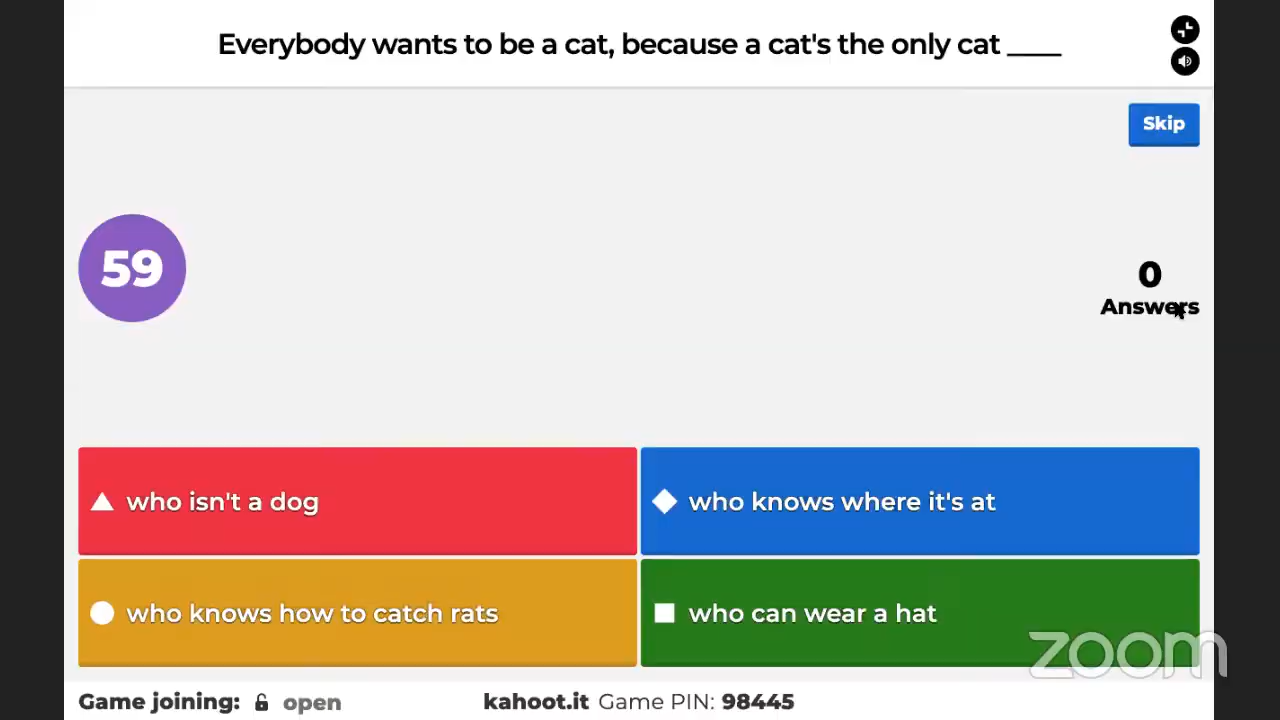 Everybody wants to be a cat, because a cat's the only cat ____
Skip
59
0
Answers
who isn't a dog
who knows where it's at
who knows how to catch rats
who can wear a hat
zoom
Game joining: open
kahoot.it Game PIN: 98445